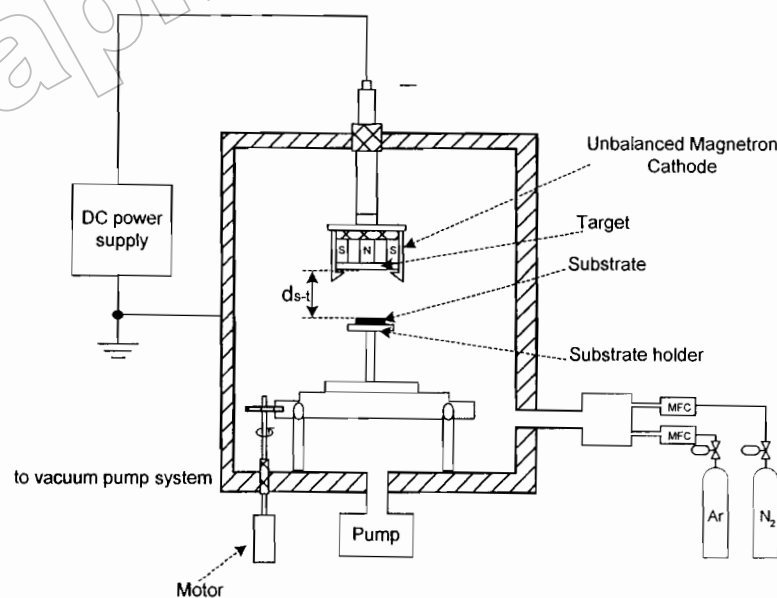 Unbalanced Magnetron
Cathode
DC power
supply
S N S
Target
Substrate
ds-t
Substrate holder
MFC
MFC
to vacuum pump system
Ar
N2
Pump
Motor